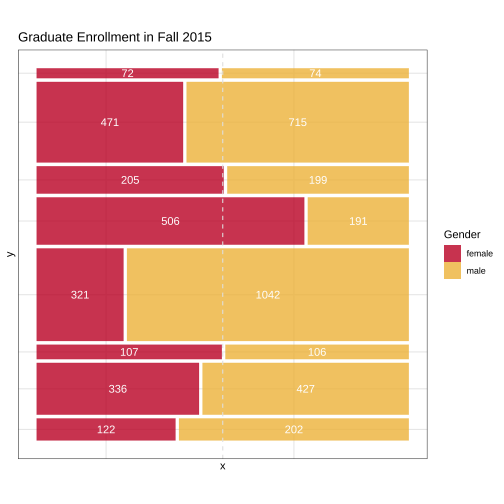 Graduate Enrollment in Fall 2015
72 74
471 715
205 199
506 191
321 1042
107 106
336 427
122 202
y
x
Gender
female
male